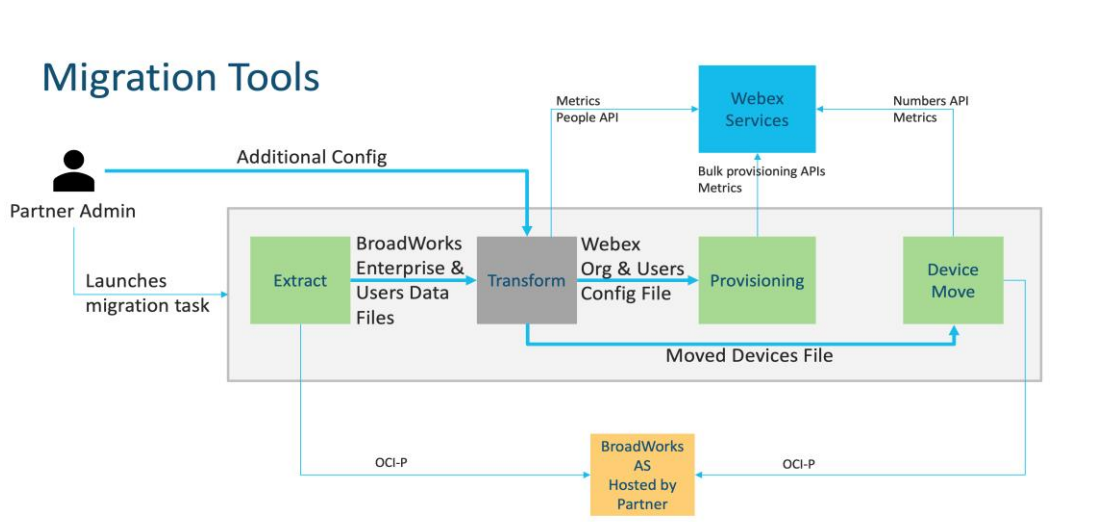 Migration Tools
Metrics
People API
Webex
Services
Numbers API
Metrics
Additional Config
Bulk provisioning APIs
Metrics
Partner Admin
Launches
migration task
Extract
BroadWorks
Enterprise &
Users Data
Files
Transform
Webex
Org & Users
Config File
Provisioning
Device
Move
Moved Devices File
OCI-P
BroadWorks
AS
Hosted by
Partner
OCI-P